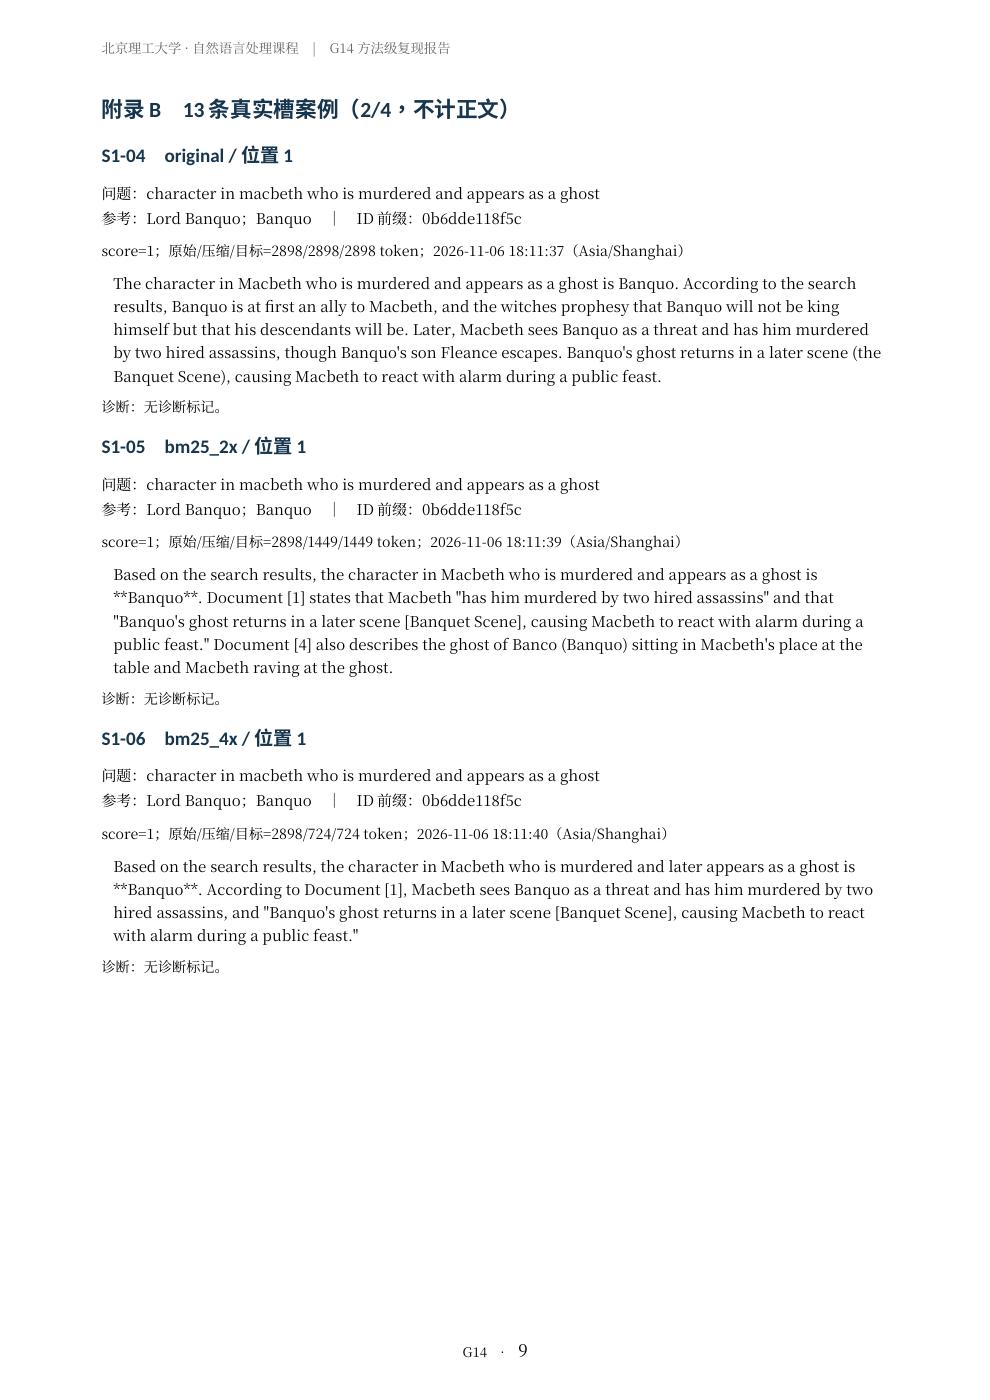 北京理工大学 · 自然语言处理课程 | G14 方法级复现报告
附录 B 13 条真实槽案例（2/4，不计正文）
S1-04 original / 位置 1
问题：character in macbeth who is murdered and appears as a ghost
参考：Lord Banquo；Banquo | ID 前缀：0b6dde118f5c
score=1；原始/压缩/目标=2898/2898/2898 token；2026-11-06 18:11:37（Asia/Shanghai）
The character in Macbeth who is murdered and appears as a ghost is Banquo. According to the search
results, Banquo is at first an ally to Macbeth, and the witches prophesy that Banquo will not be king
himself but that his descendants will be. Later, Macbeth sees Banquo as a threat and has him murdered
by two hired assassins, though Banquo's son Fleance escapes. Banquo's ghost returns in a later scene (the
Banquet Scene), causing Macbeth to react with alarm during a public feast.
诊断：无诊断标记。
S1-05 bm25_2x / 位置 1
问题：character in macbeth who is murdered and appears as a ghost
参考：Lord Banquo；Banquo | ID 前缀：0b6dde118f5c
score=1；原始/压缩/目标=2898/1449/1449 token；2026-11-06 18:11:39（Asia/Shanghai）
Based on the search results, the character in Macbeth who is murdered and appears as a ghost is
**Banquo**. Document [1] states that Macbeth "has him murdered by two hired assassins" and that
"Banquo's ghost returns in a later scene [Banquet Scene], causing Macbeth to react with alarm during a
public feast." Document [4] also describes the ghost of Banco (Banquo) sitting in Macbeth's place at the
table and Macbeth raving at the ghost.
诊断：无诊断标记。
S1-06 bm25_4x / 位置 1
问题：character in macbeth who is murdered and appears as a ghost
参考：Lord Banquo；Banquo | ID 前缀：0b6dde118f5c
score=1；原始/压缩/目标=2898/724/724 token；2026-11-06 18:11:40（Asia/Shanghai）
Based on the search results, the character in Macbeth who is murdered and later appears as a ghost is
**Banquo**. According to Document [1], Macbeth sees Banquo as a threat and has him murdered by two
hired assassins, and "Banquo's ghost returns in a later scene [Banquet Scene], causing Macbeth to react
with alarm during a public feast."
诊断：无诊断标记。
G14 · 9